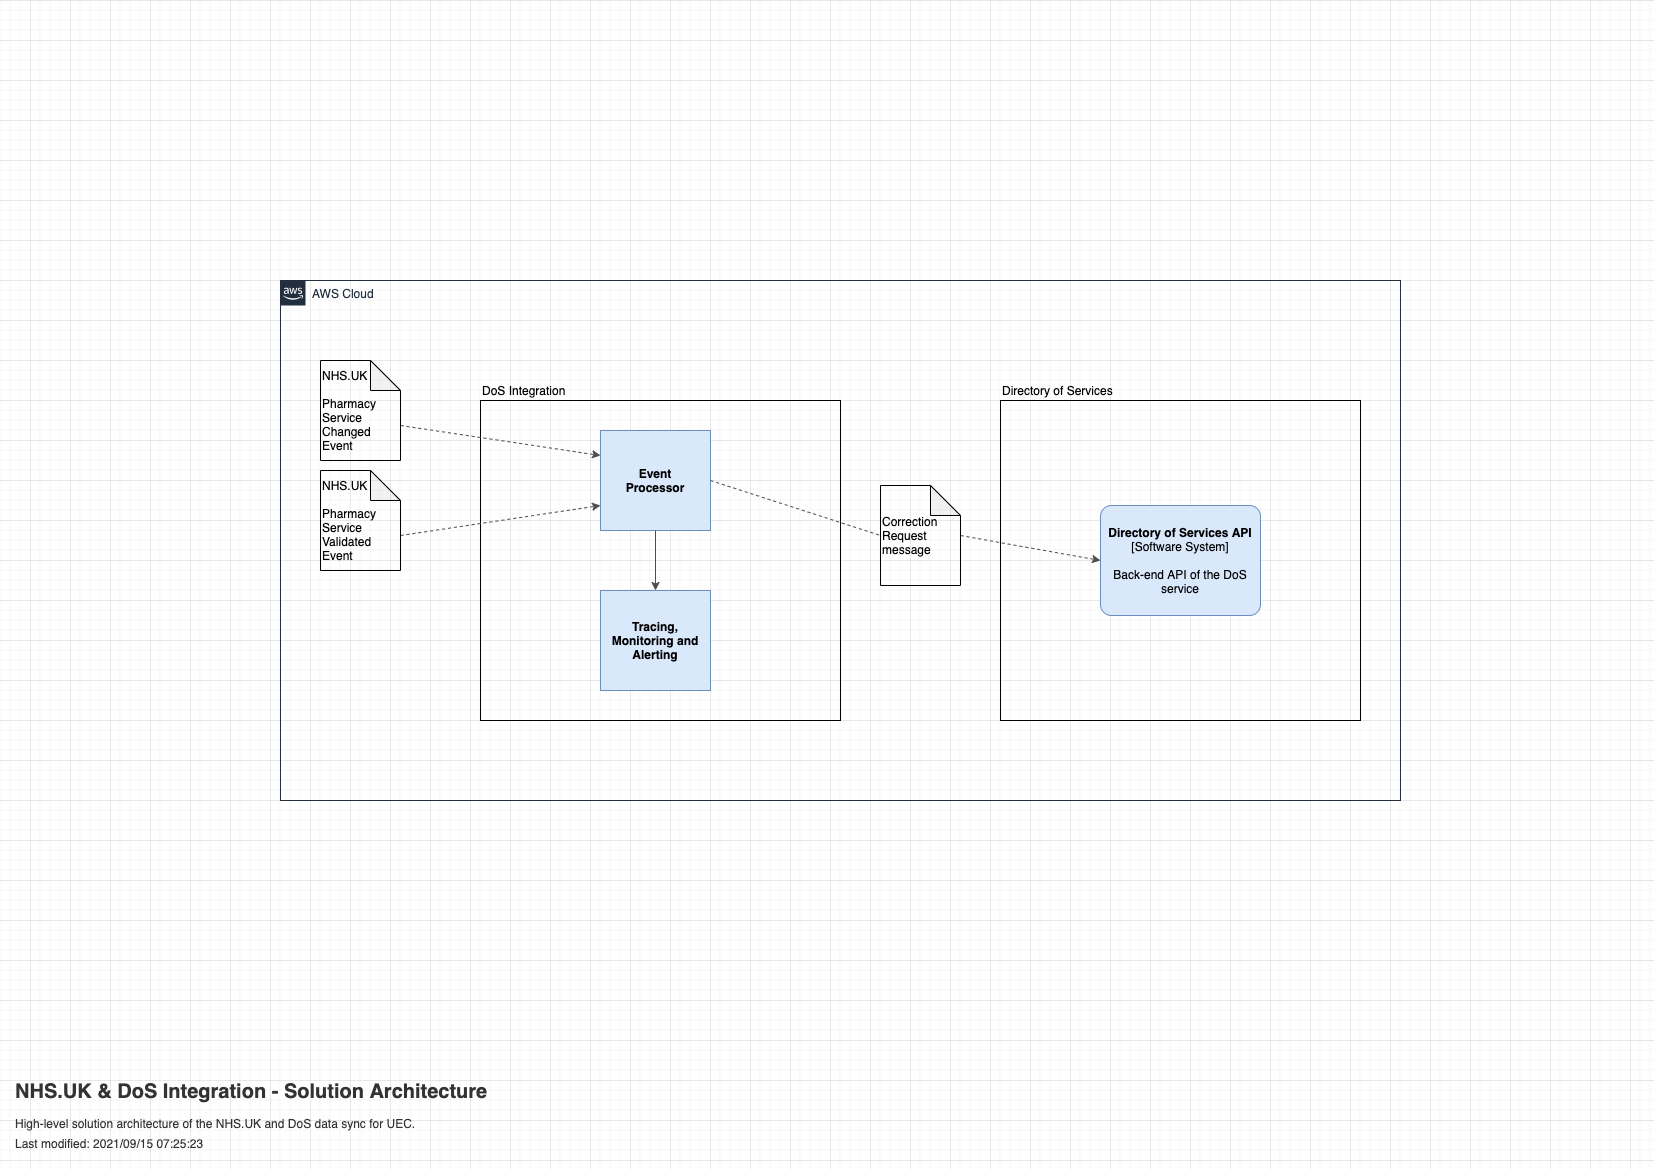 aws
AWS Cloud
NHS.UK
Pharmacy
Service
Changed
Event
NHS.UK
Pharmacy
Service
Validated
Event
DoS Integration
Event
Processor
Tracing,
Monitoring and
Alerting
Correction
Request
message
Directory of Services
Directory of Services API
[Software System]
Back-end API of the DoS
service
NHS.UK & DoS Integration - Solution Architecture
High-level solution architecture of the NHS.UK and DoS data sync for UEC.
Last modified: 2021/09/15 07:25:23